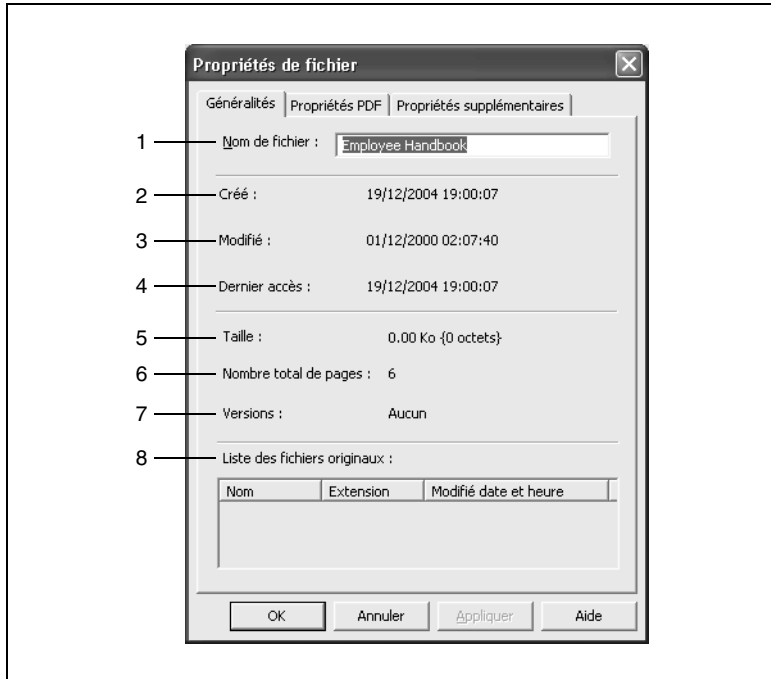 Propriétés de fichier
Généralités Propriétés PDF Propriétés supplémentaires
1 Nom de fichier : Employee Handbook
2 Créé : 19/12/2004 19:00:07
3 Modifié : 01/12/2000 02:07:40
4 Dernier accès : 19/12/2004 19:00:07
5 Taille : 0.00 Ko {0 octets}
6 Nombre total de pages : 6
7 Versions : Aucun
8 Liste des fichiers originaux :
Nom Extension Modifié date et heure
OK Annuler Appliquer Aide